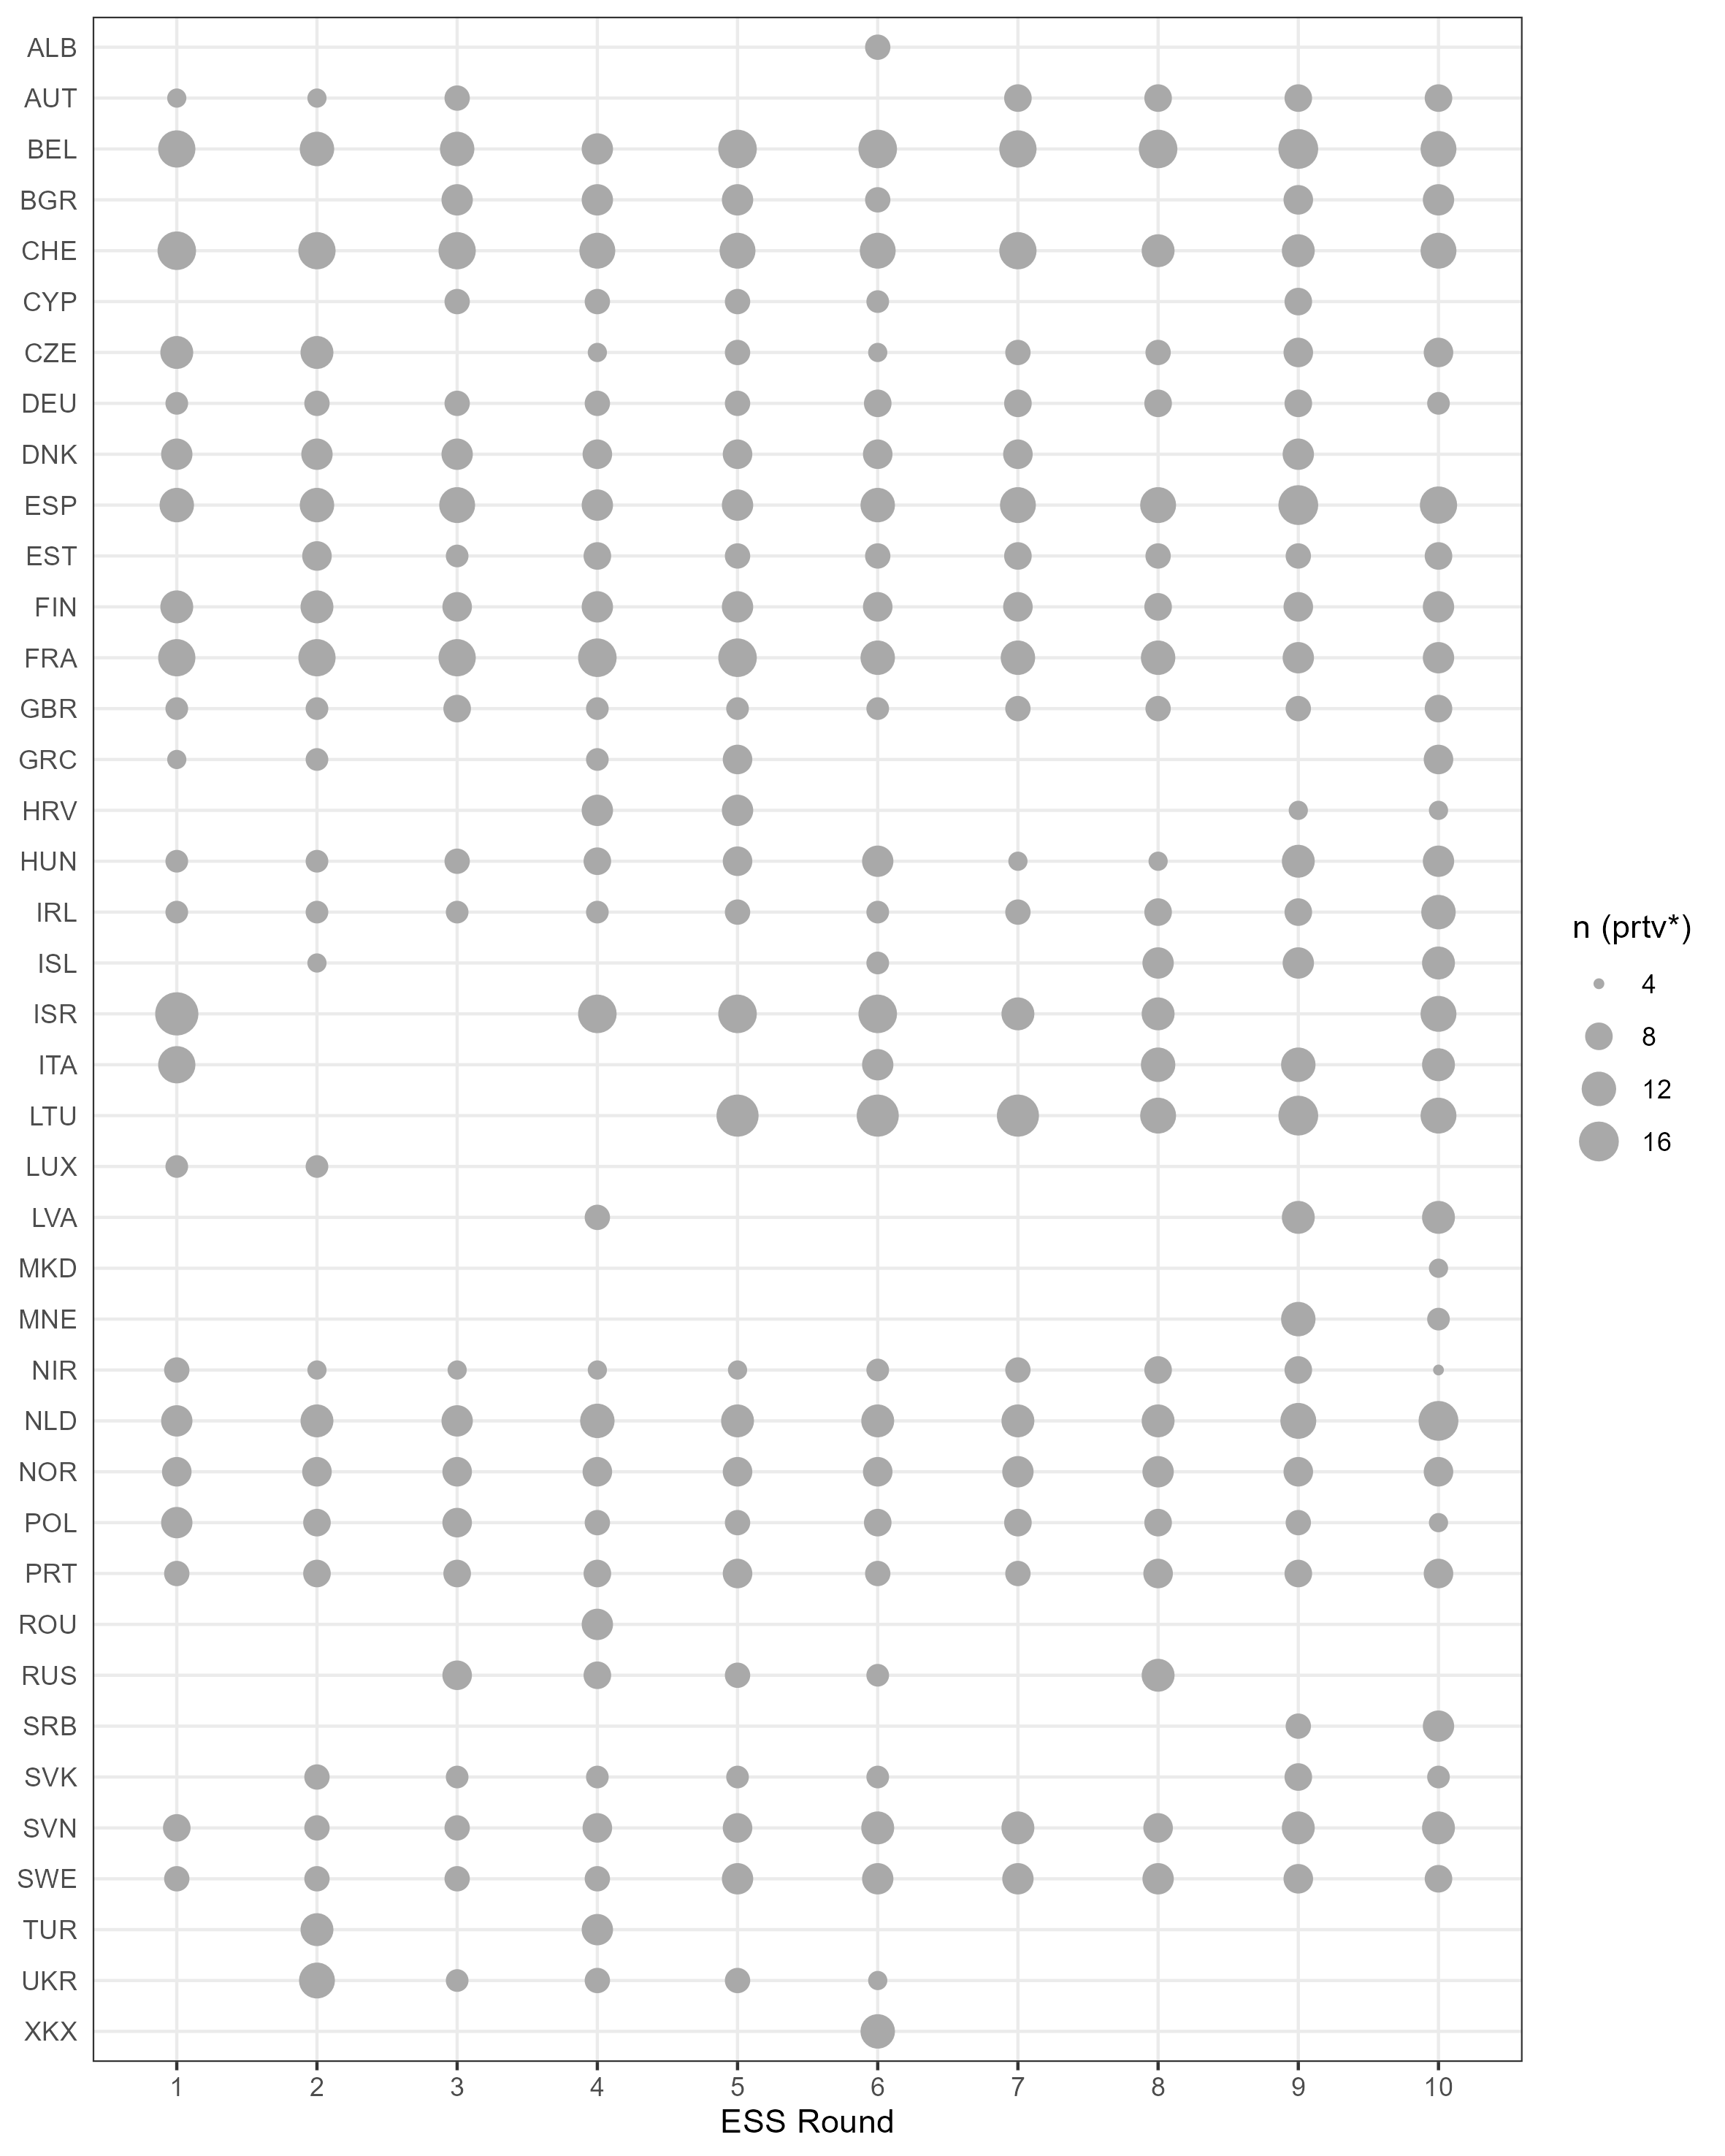 ALB
AUT
BEL
BGR
CHE
CYP
CZE
DEU
DNK
ESP
EST
FIN
FRA
GBR
GRC
HRV
HUN
IRL
ISL
ISR
ITA
LTU
LUX
LVA
MKD
MNE
NIR
NLD
NOR
POL
PRT
ROU
RUS
SRB
SVK
SVN
SWE
TUR
UKR
XKX
1 2 3 4 5 6 7 8 9 10
ESS Round
n (prtv*)
4
8
12
16